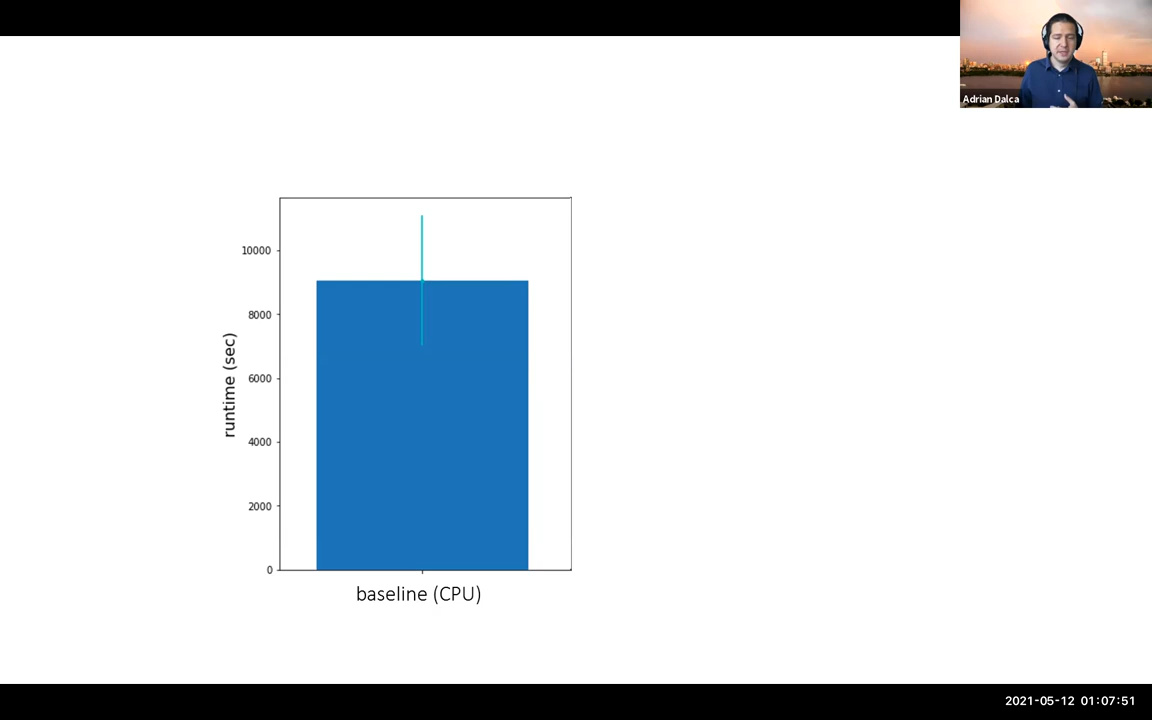 Adrian Dalca
10000
8000
6000
4000
2000
0
runtime (sec)
baseline (CPU)
2021-05-12 01:07:51